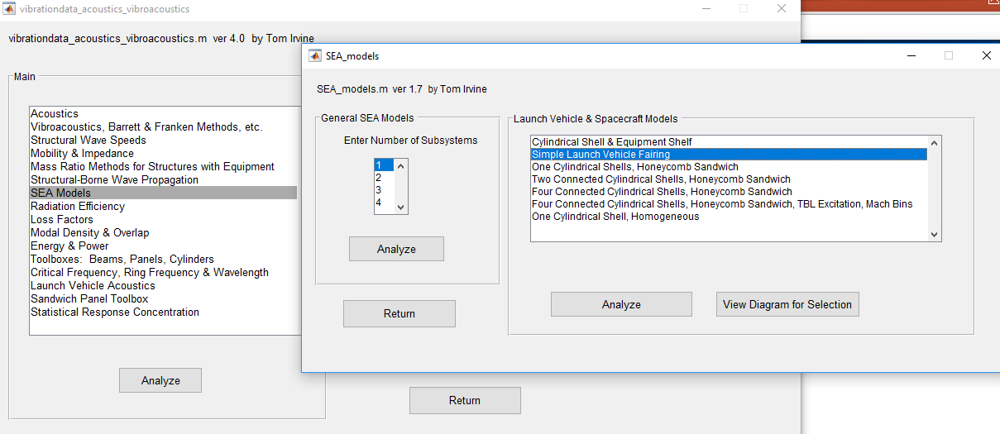 vibrationdata_acoustics_vibroacoustics
vibrationdata_acoustics_vibroacoustics.m ver 4.0 by Tom Irvine
Main
Acoustics
Vibroacoustics, Barrett & Franken Methods, etc.
Structural Wave Speeds
Mobility & Impedance
Mass Ratio Methods for Structures with Equipment
Structural-Borne Wave Propagation
SEA Models
Radiation Efficiency
Loss Factors
Modal Density & Overlap
Energy & Power
Toolboxes: Beams, Panels, Cylinders
Critical Frequency, Ring Frequency & Wavelength
Launch Vehicle Acoustics
Sandwich Panel Toolbox
Statistical Response Concentration
Analyze
Return
SEA_models
SEA_models.m ver 1.7 by Tom Irvine
General SEA Models
Enter Number of Subsystems
1
2
3
4
Analyze
Return
Launch Vehicle & Spacecraft Models
Cylindrical Shell & Equipment Shelf
Simple Launch Vehicle Fairing
One Cylindrical Shells, Honeycomb Sandwich
Two Connected Cylindrical Shells, Honeycomb Sandwich
Four Connected Cylindrical Shells, Honeycomb Sandwich
Four Connected Cylindrical Shells, Honeycomb Sandwich, TBL Excitation, Mach Bins
One Cylindrical Shell, Homogeneous
Analyze
View Diagram for Selection